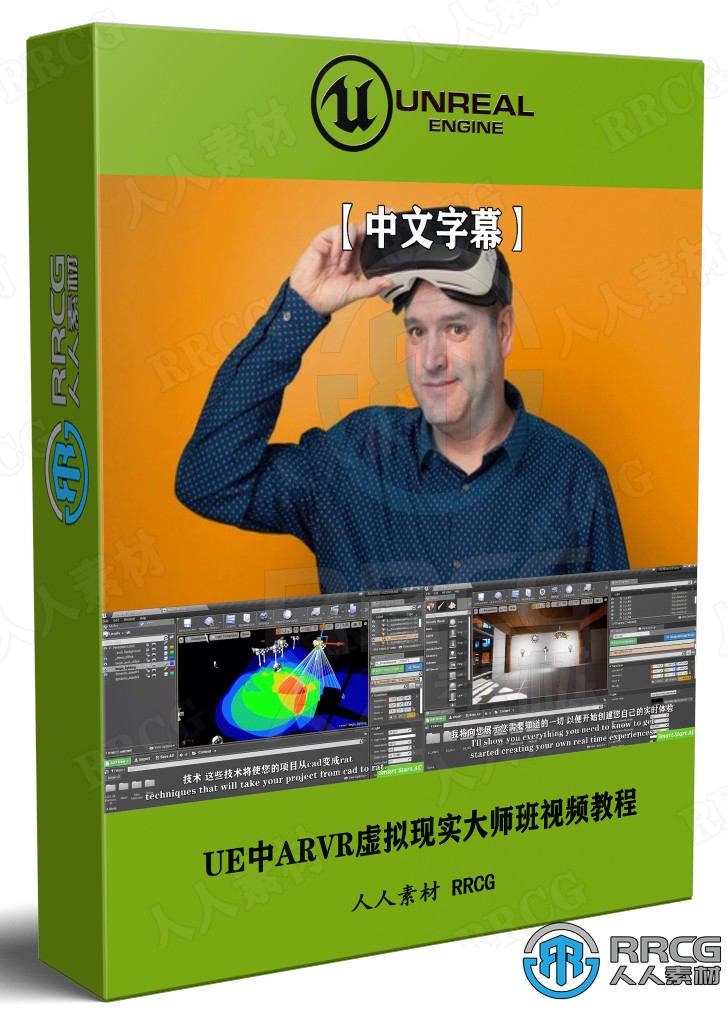 UNREAL
ENGINE
【中文字幕】
RRCG
人人素材
技术 这些技术将使您的项目从cad变成rat
techniques that will take your project from cad to rat.
Smart Start AC
我将向您展示您需要知道的一切 以便开始创建您自己的实时体验
I'll show you everything you need to know to get
started creating your own real time experiences
Smart Start AC
UE中ARVR虚拟现实大师班视频教程
人人素材 RRCG
RRCG
人人素材